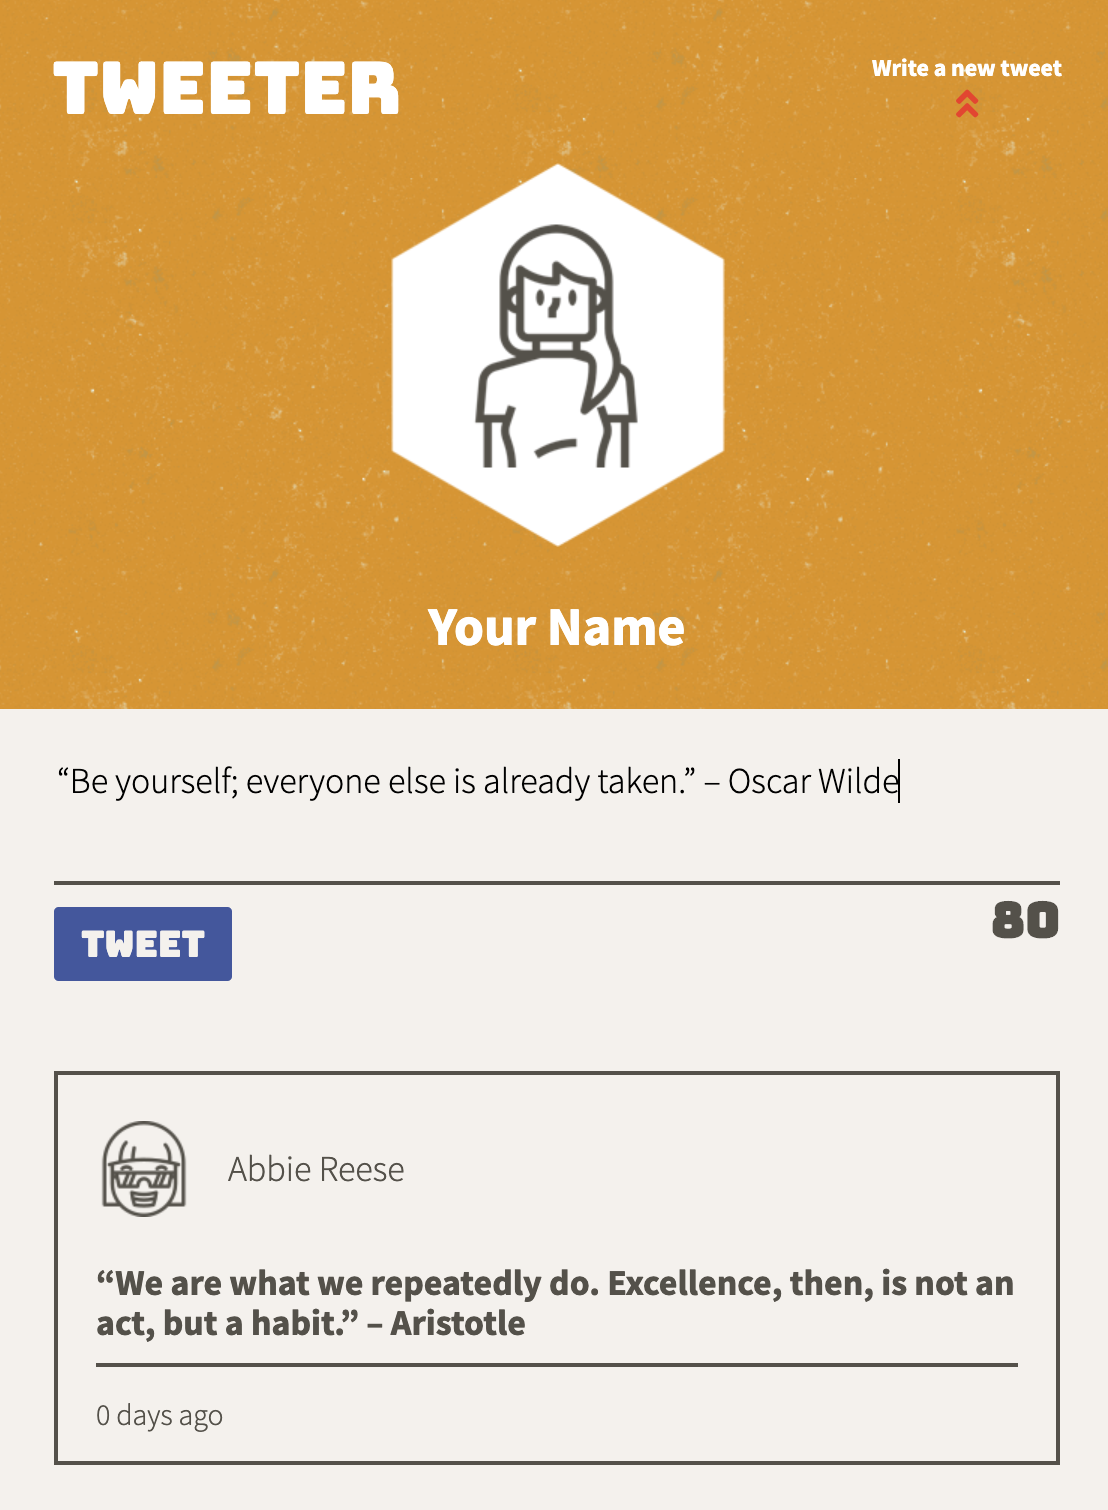 TWEETER
Write a new tweet
Your Name
“Be yourself; everyone else is already taken.” – Oscar Wilde
TWEET
80
Abbie Reese
“We are what we repeatedly do. Excellence, then, is not an
act, but a habit.” – Aristotle
0 days ago